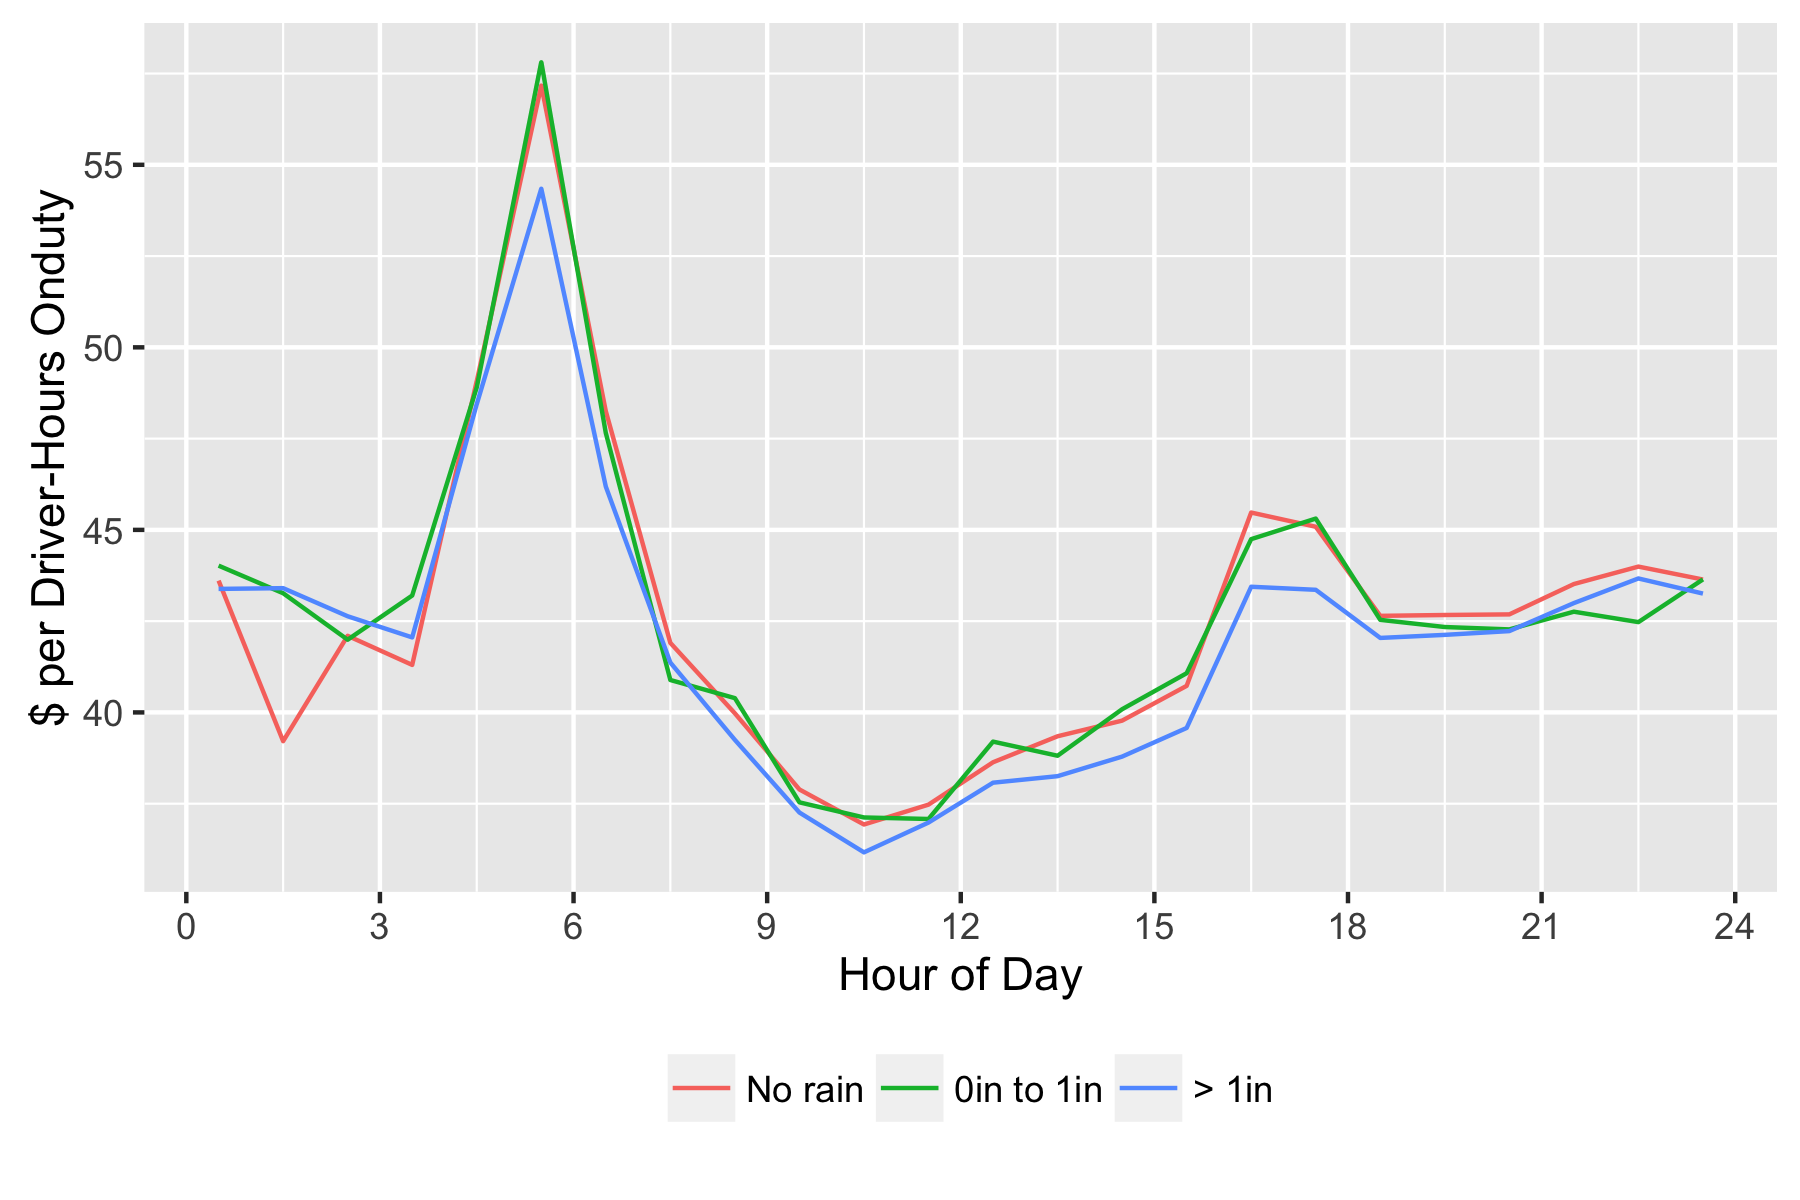 $ per Driver-Hours Onduty
55
50
45
40
0 3 6 9 12 15 18 21 24
Hour of Day
No rain 0in to 1in > 1in